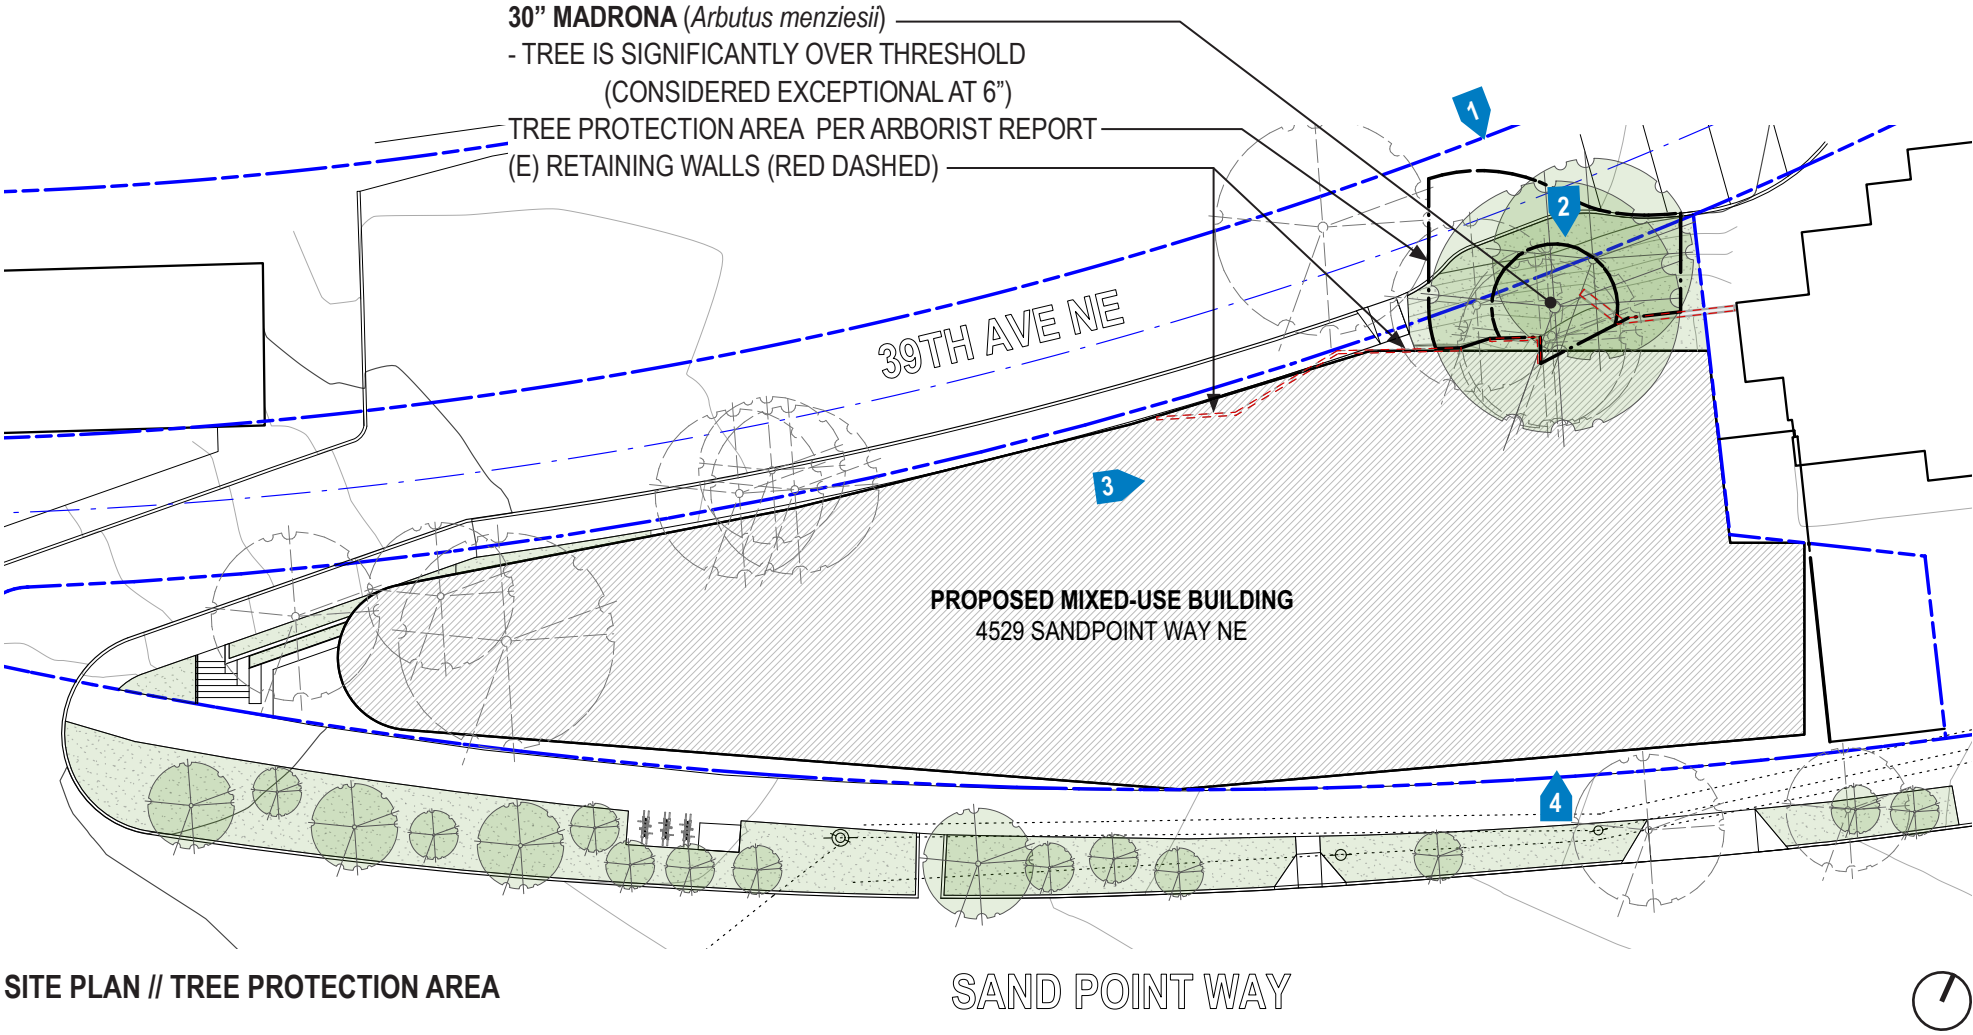 30” MADRONA (Arbutus menziesii)
- TREE IS SIGNIFICANTLY OVER THRESHOLD
(CONSIDERED EXCEPTIONAL AT 6”)
TREE PROTECTION AREA PER ARBORIST REPORT
(E) RETAINING WALLS (RED DASHED)
1
2
39TH AVE NE
3
PROPOSED MIXED-USE BUILDING
4529 SANDPOINT WAY NE
4
SITE PLAN // TREE PROTECTION AREA
SAND POINT WAY